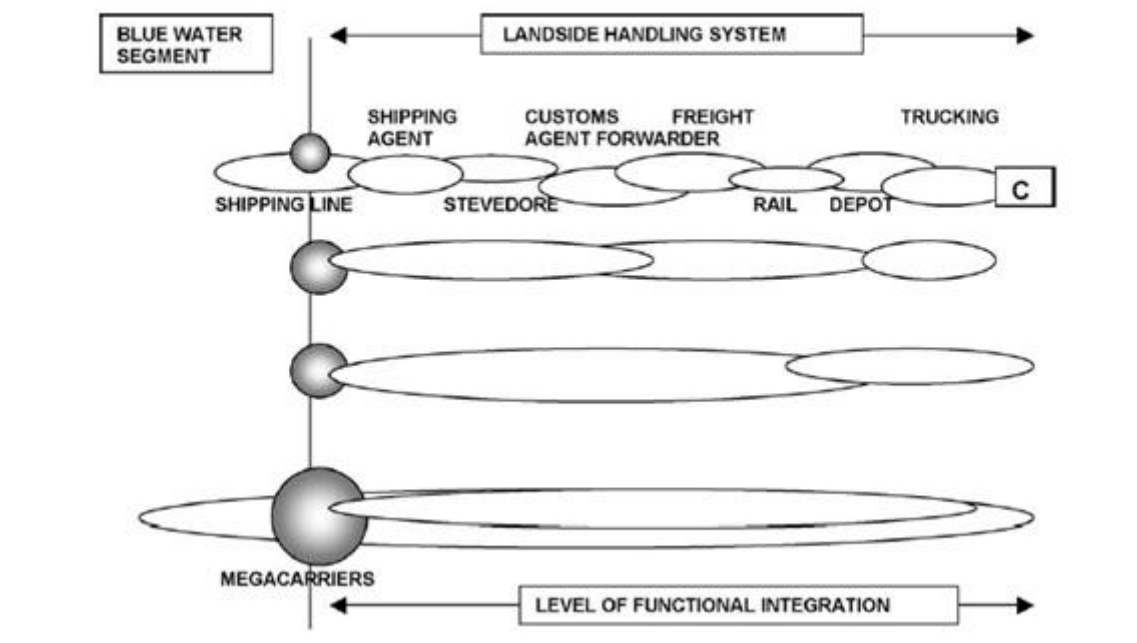 BLUE WATER
SEGMENT
LANDSIDE HANDLING SYSTEM
SHIPPING
AGENT
CUSTOMS
AGENT FORWARDER
FREIGHT
TRUCKING
C
SHIPPING LINE
STEVEDORE
RAIL
DEPOT
MEGACARRIERS
LEVEL OF FUNCTIONAL INTEGRATION